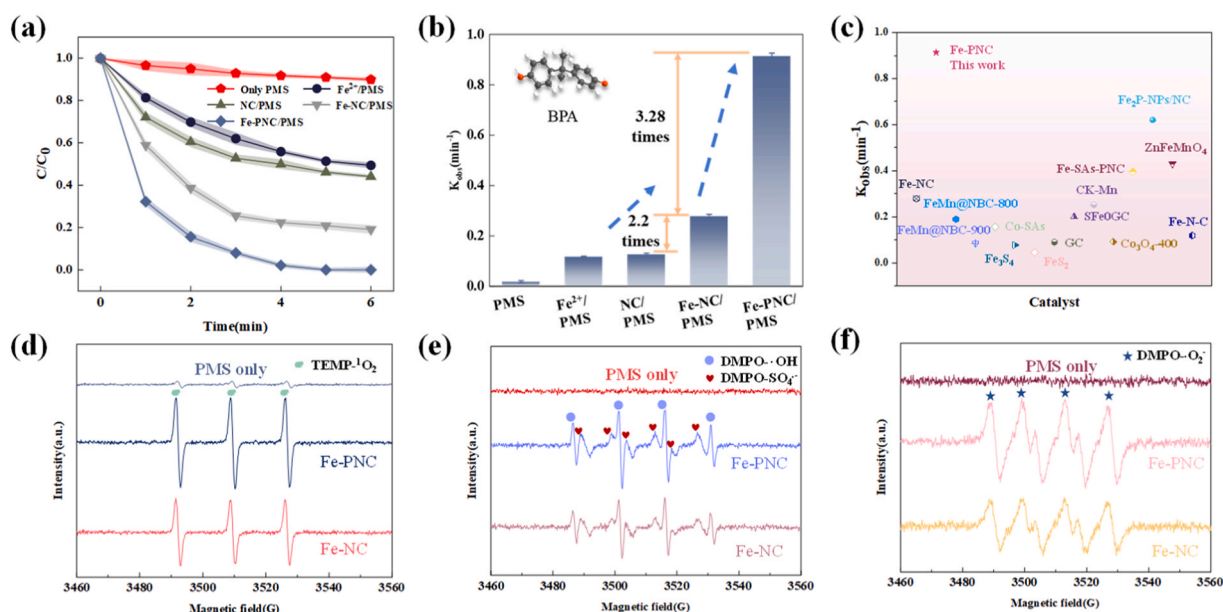 (a)
C/C0
1.0
0.8
0.6
0.4
0.2
0.0
Only PMS
Fe²⁺/PMS
NC/PMS
Fe-NC/PMS
Fe-PNC/PMS
0
1
2
3
4
5
6
Time(min)
(b)
Kobs(min⁻¹)
1.0
0.8
0.6
0.4
0.2
0.0
BPA
3.28
times
2.2
times
PMS
Fe²⁺/
PMS
NC/
PMS
Fe-NC/
PMS
Fe-PNC/
PMS
(c)
Kobs(min⁻¹)
1.0
0.8
0.6
0.4
0.2
0.0
Fe-PNC
This work
Fe₂P-NPs/NC
ZnFeMnO₄
Fe-SAs-PNC
Fe-NC
CK-Mn
FeMn@NBC-800
SFe0GC
Fe-N-C
FeMn@NBC-900
Co-SAs
GC
Co₃O₄-400
Fe₃S₄
FeS₂
Catalyst
(d)
PMS only
TEMP-¹O₂
Fe-PNC
Fe-NC
Intensity(a.u.)
3460
3480
3500
3520
3540
3560
Magnetic field(G)
(e)
DMPO-·OH
PMS only
DMPO-SO₄·⁻
Fe-PNC
Fe-NC
Intensity(a.u.)
3460
3480
3500
3520
3540
3560
Magnetic field(G)
(f)
PMS only
DMPO-·O₂⁻
Fe-PNC
Fe-NC
Intensity(a.u.)
3460
3480
3500
3520
3540
3560
Magnetic field(G)